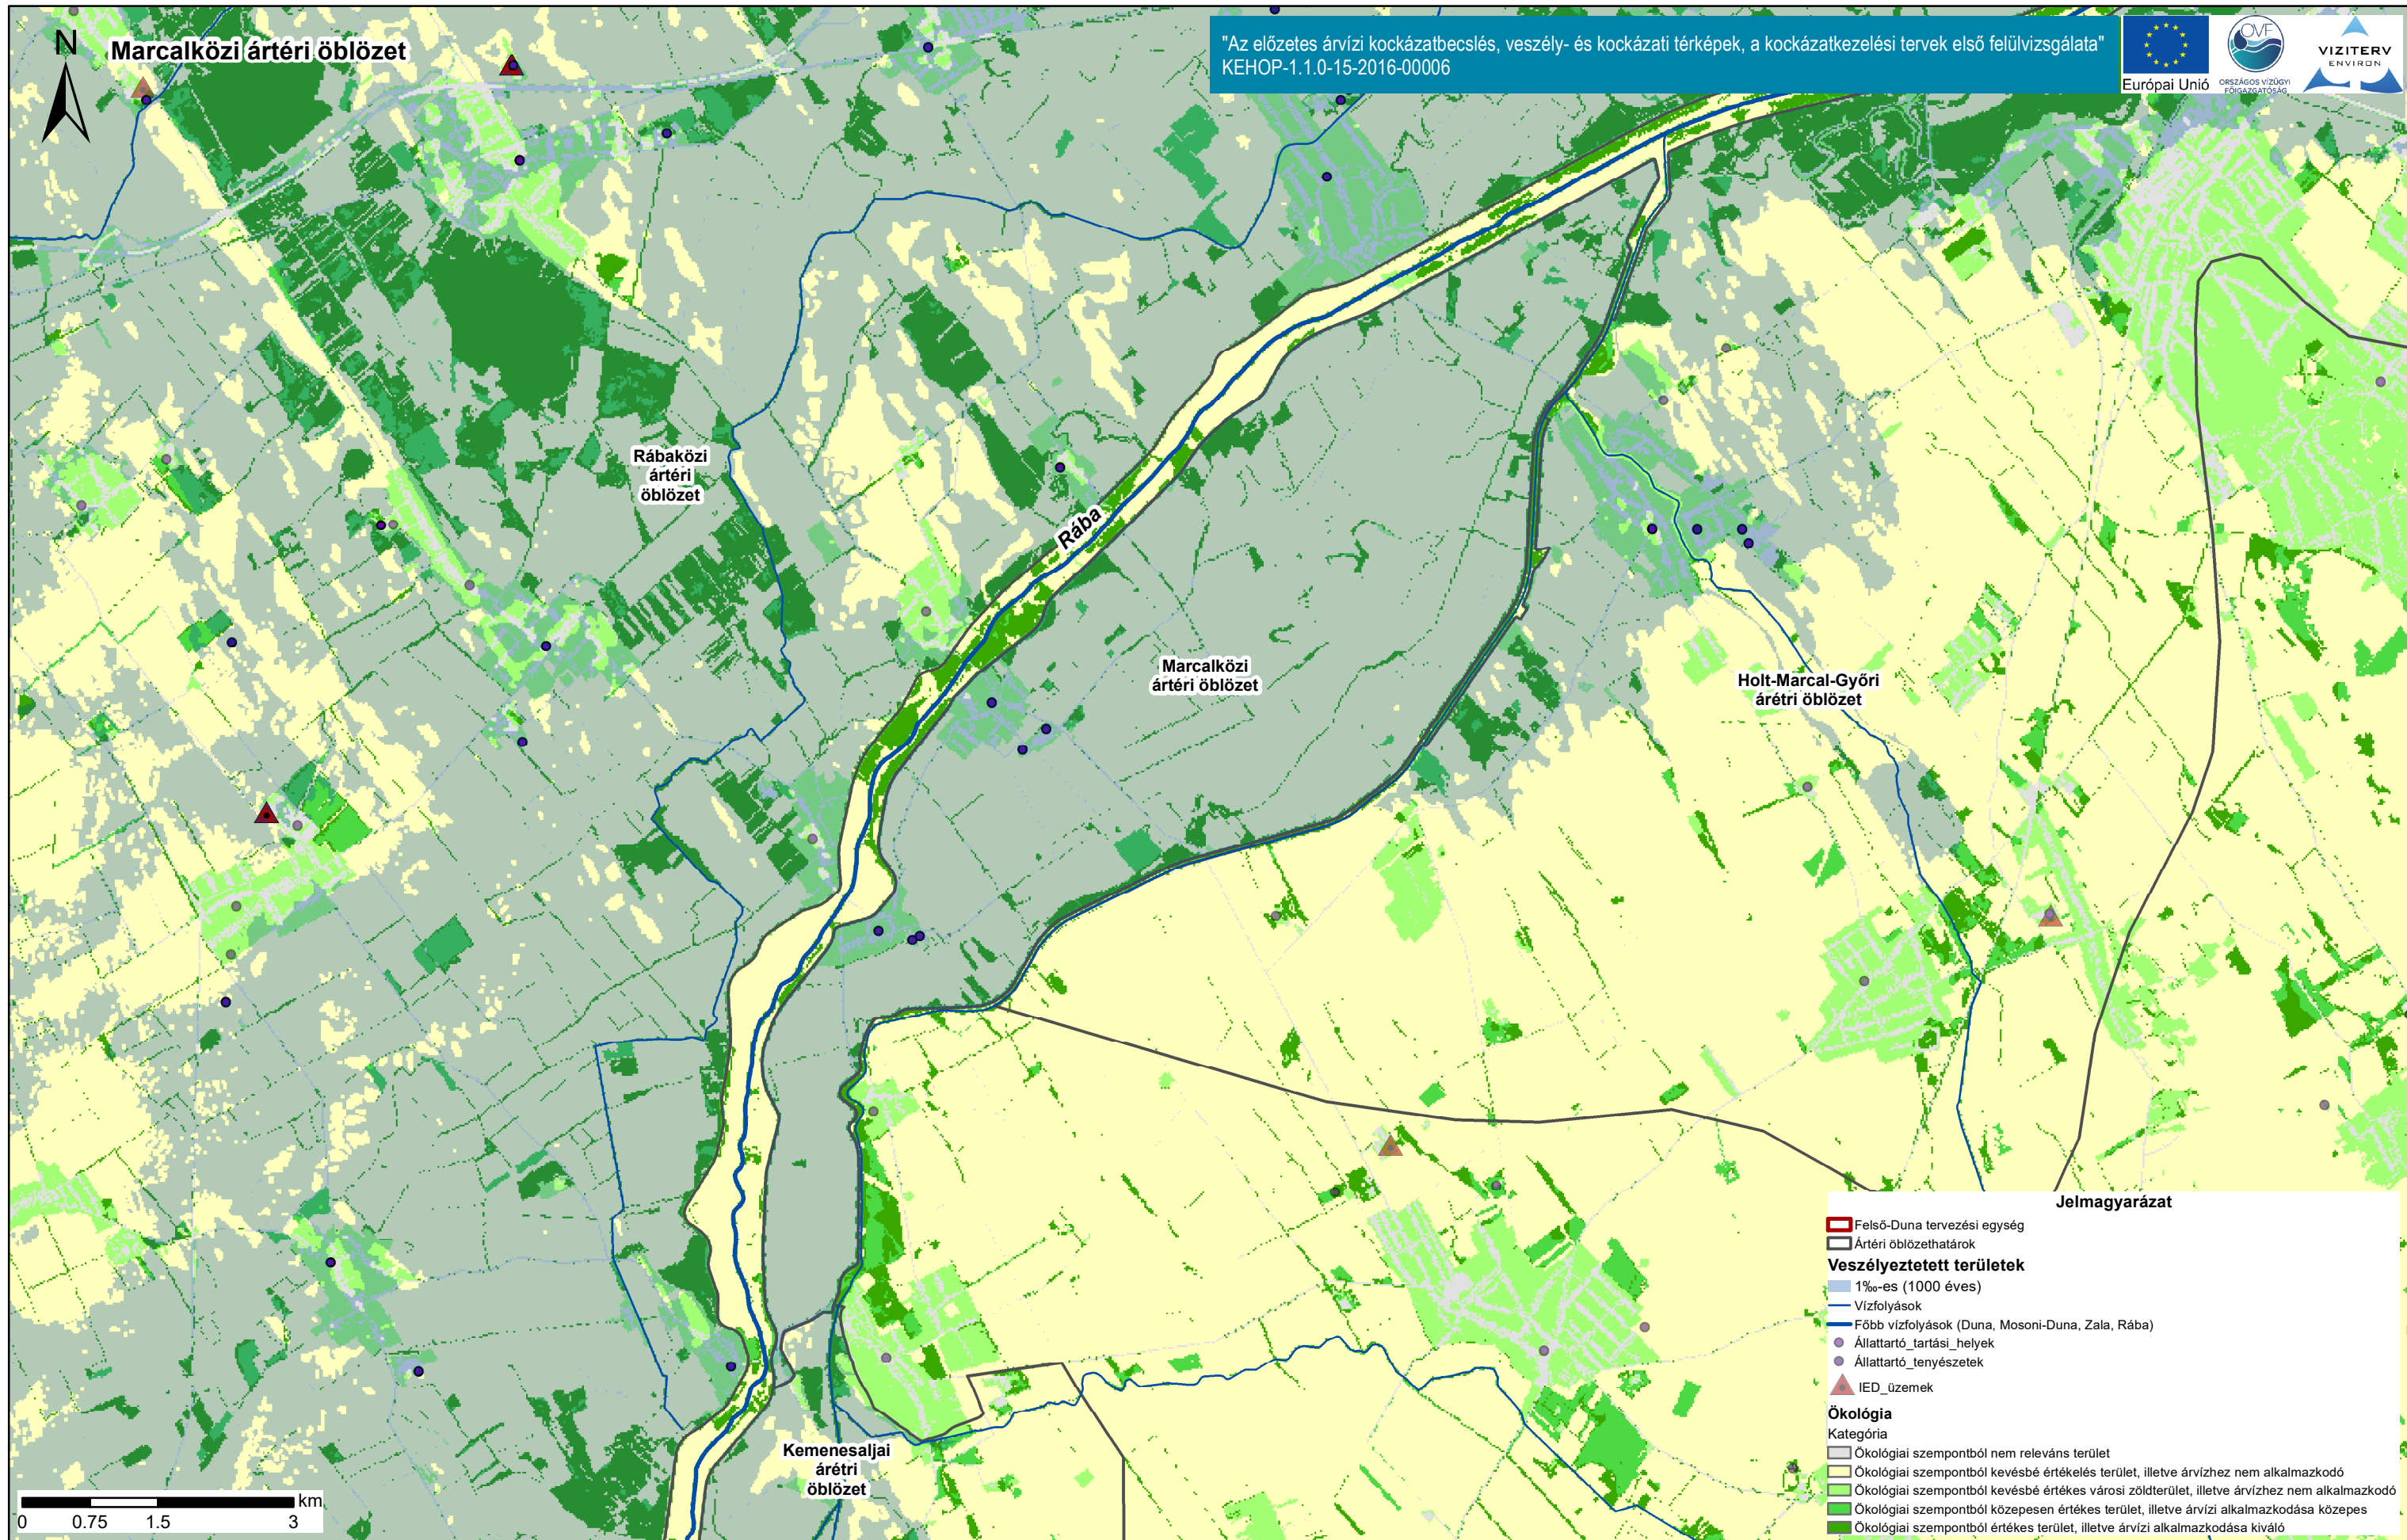 N
Marcalközi ártéri öblözet
"Az előzetes árvízi kockázatbecslés, veszély- és kockázati térképek, a kockázatkezelési tervek első felülvizsgálata"
KEHOP-1.1.0-15-2016-00006
Európai Unió
OVF
ORSZÁGOS VÍZÜGYI
FŐIGAZGATÓSÁG
VIZITERV
ENVIRON
Rábaközi
ártéri
öblözet
Rába
Marcalközi
ártéri öblözet
Holt-Marcal-Győri
árétri öblözet
Kemenesaljai
árétri
öblözet
km
0 0.75 1.5 3
Jelmagyarázat
Felső-Duna tervezési egység
Ártéri öblözethatárok
Veszélyeztetett területek
1‰-es (1000 éves)
Vízfolyások
Főbb vízfolyások (Duna, Mosoni-Duna, Zala, Rába)
Állattartó_tartási_helyek
Állattartó_tenyészetek
IED_üzemek
Ökológia
Kategória
Ökológiai szempontból nem releváns terület
Ökológiai szempontból kevésbé értékelés terület, illetve árvízhez nem alkalmazkodó
Ökológiai szempontból kevésbé értékes városi zöldterület, illetve árvízhez nem alkalmazkodó
Ökológiai szempontból közepesen értékes terület, illetve árvízi alkalmazkodása közepes
Ökológiai szempontból értékes terület, illetve árvízi alkalmazkodása kiváló